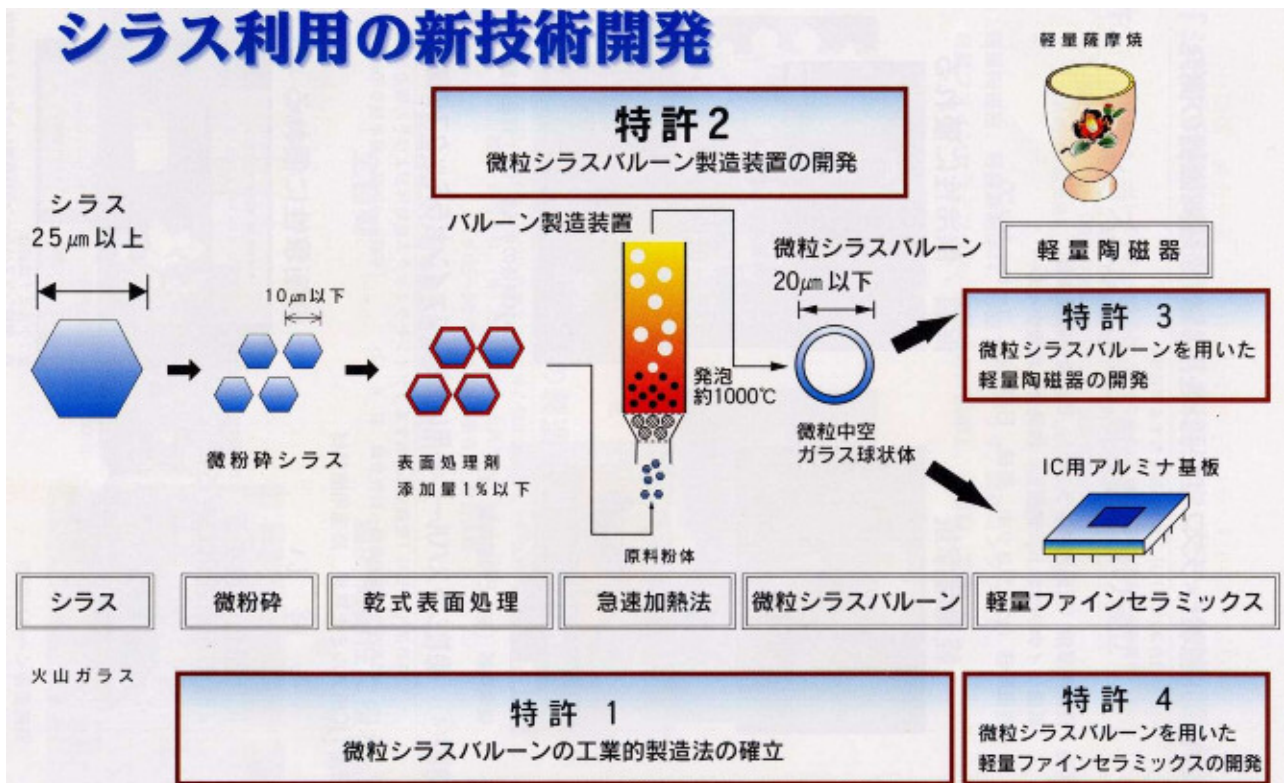 シラス利用の新技術開発
特許2
微粒シラスバルーン製造装置の開発
軽量薩摩焼
軽量陶磁器
シラス
25μm以上
10μm以下
微粉砕シラス
表面処理剤
添加量1%以下
バルーン製造装置
発泡
約1000℃
原料粉体
微粒シラスバルーン
20μm以下
微粒中空
ガラス球状体
特許 3
微粒シラスバルーンを用いた
軽量陶磁器の開発
IC用アルミナ基板
シラス
微粉砕
乾式表面処理
急速加熱法
微粒シラスバルーン
軽量ファインセラミックス
火山ガラス
特許 1
微粒シラスバルーンの工業的製造法の確立
特許 4
微粒シラスバルーンを用いた
軽量ファインセラミックスの開発